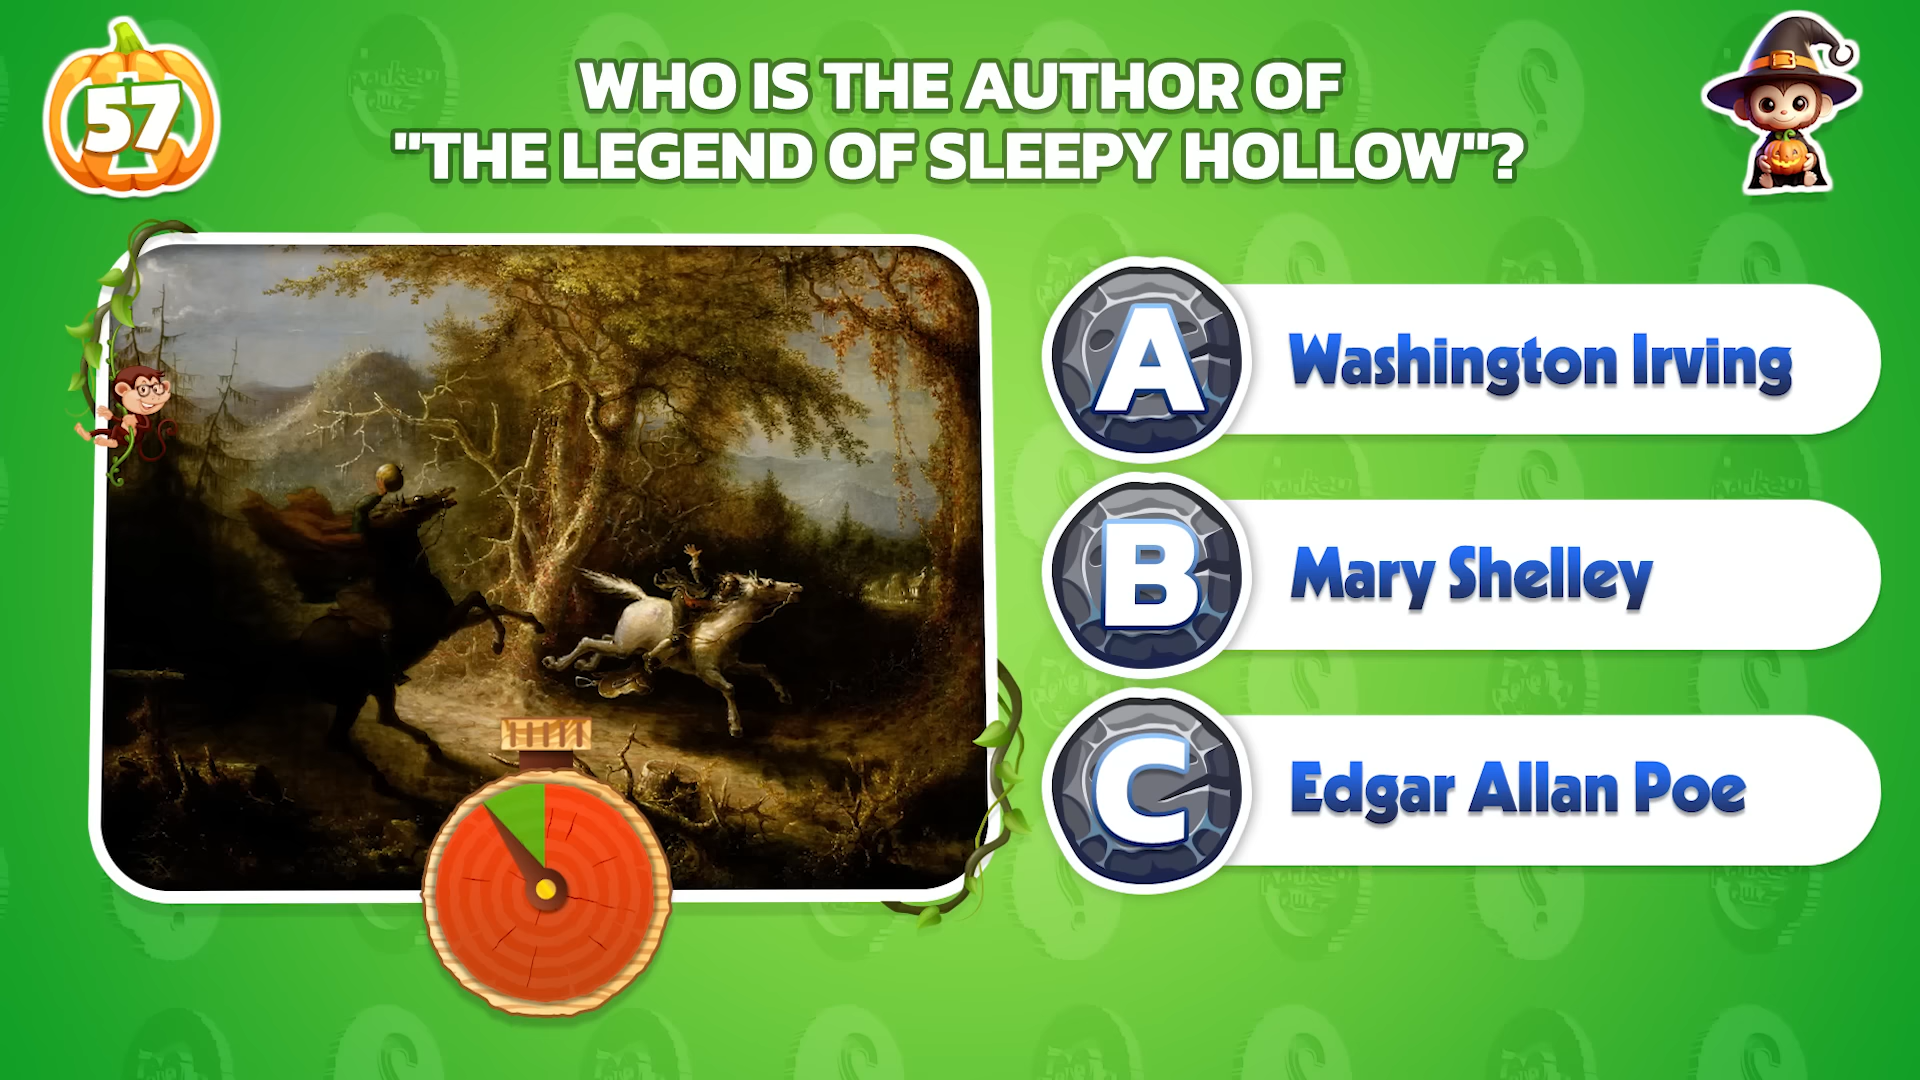 57
WHO IS THE AUTHOR OF
"THE LEGEND OF SLEEPY HOLLOW"?
A
Washington Irving
B
Mary Shelley
C
Edgar Allan Poe